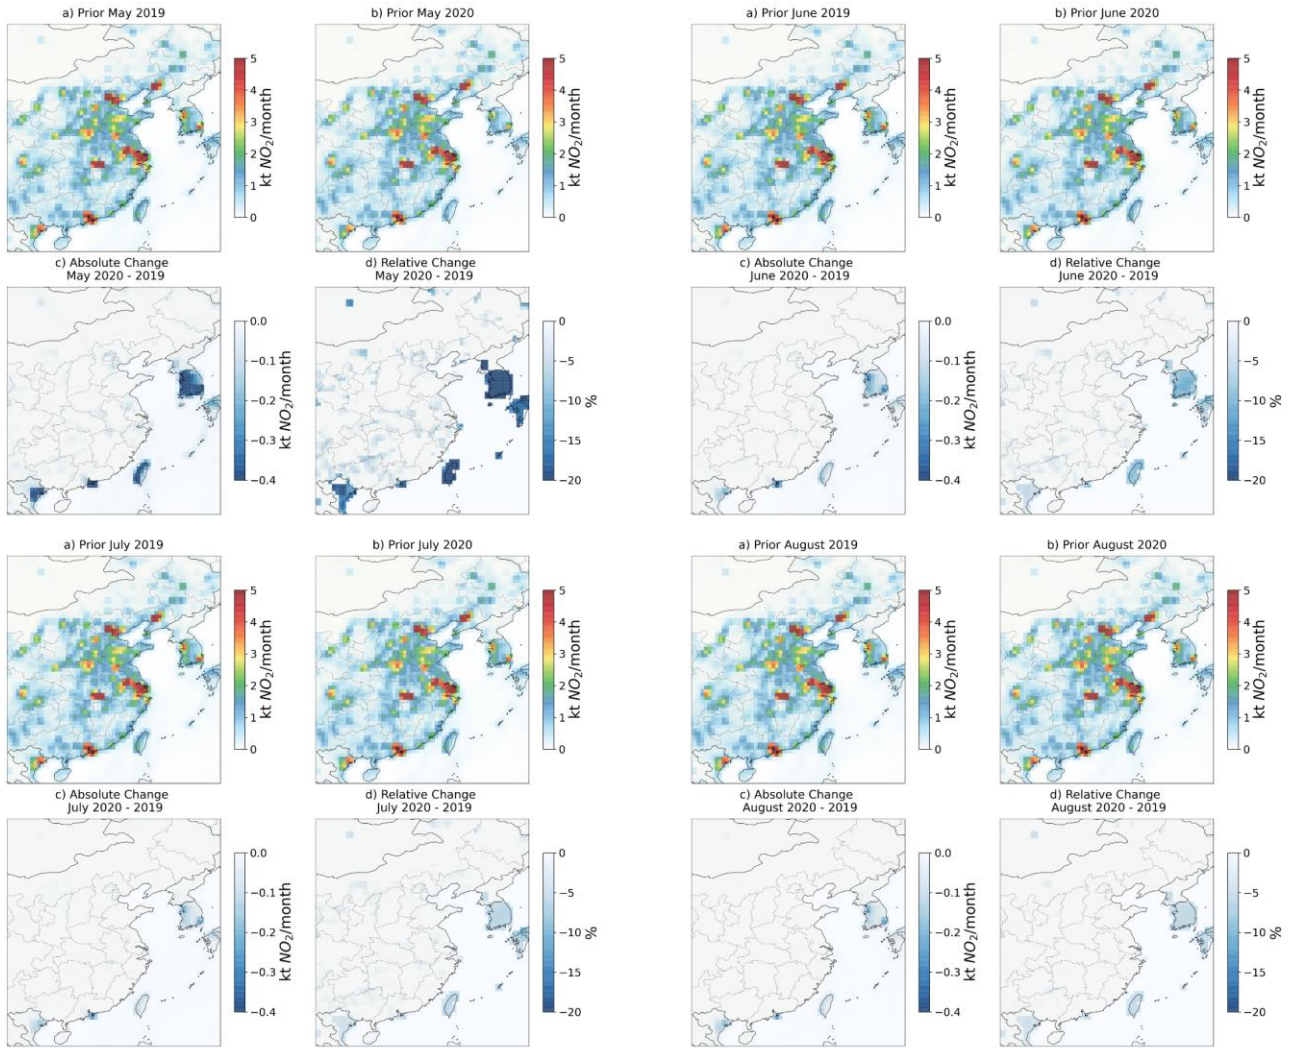 a) Prior May 2019
b) Prior May 2020
5
4
3
2
1
0
kt NO₂/month
5
4
3
2
1
0
kt NO₂/month
c) Absolute Change
May 2020 - 2019
d) Relative Change
May 2020 - 2019
0.0
−0.1
−0.2
−0.3
−0.4
kt NO₂/month
0
−5
−10
−15
−20
%
a) Prior June 2019
b) Prior June 2020
5
4
3
2
1
0
kt NO₂/month
5
4
3
2
1
0
kt NO₂/month
c) Absolute Change
June 2020 - 2019
d) Relative Change
June 2020 - 2019
0.0
−0.1
−0.2
−0.3
−0.4
kt NO₂/month
0
−5
−10
−15
−20
%
a) Prior July 2019
b) Prior July 2020
5
4
3
2
1
0
kt NO₂/month
5
4
3
2
1
0
kt NO₂/month
c) Absolute Change
July 2020 - 2019
d) Relative Change
July 2020 - 2019
0.0
−0.1
−0.2
−0.3
−0.4
kt NO₂/month
0
−5
−10
−15
−20
%
a) Prior August 2019
b) Prior August 2020
5
4
3
2
1
0
kt NO₂/month
5
4
3
2
1
0
kt NO₂/month
c) Absolute Change
August 2020 - 2019
d) Relative Change
August 2020 - 2019
0.0
−0.1
−0.2
−0.3
−0.4
kt NO₂/month
0
−5
−10
−15
−20
%